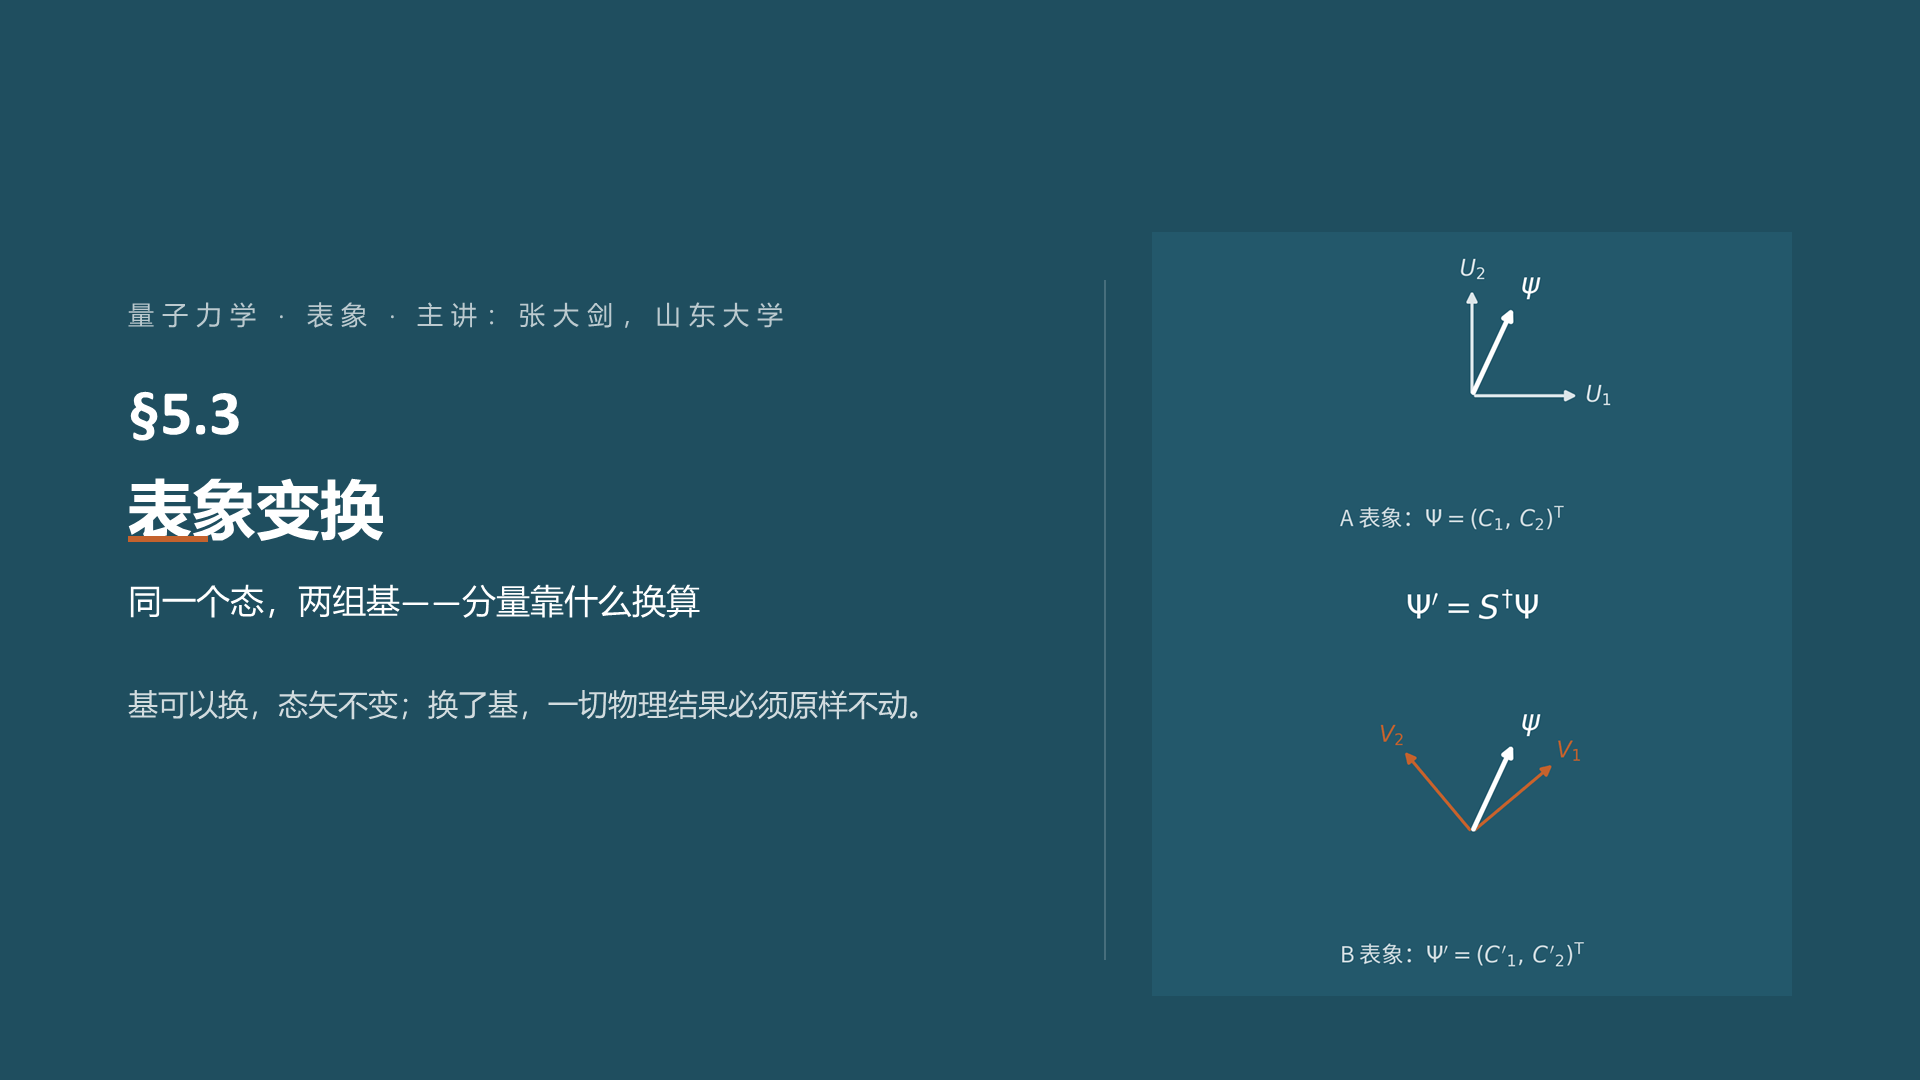 量子力学 · 表象 · 主讲：张大剑，山东大学
§5.3
表象变换
同一个态，两组基——分量靠什么换算
基可以换，态矢不变；换了基，一切物理结果必须原样不动。
U₂
ψ
U₁
A 表象：Ψ = (C₁, C₂)ᵀ
Ψ′ = S†Ψ
V₂
ψ
V₁
B 表象：Ψ′ = (C′₁, C′₂)ᵀ